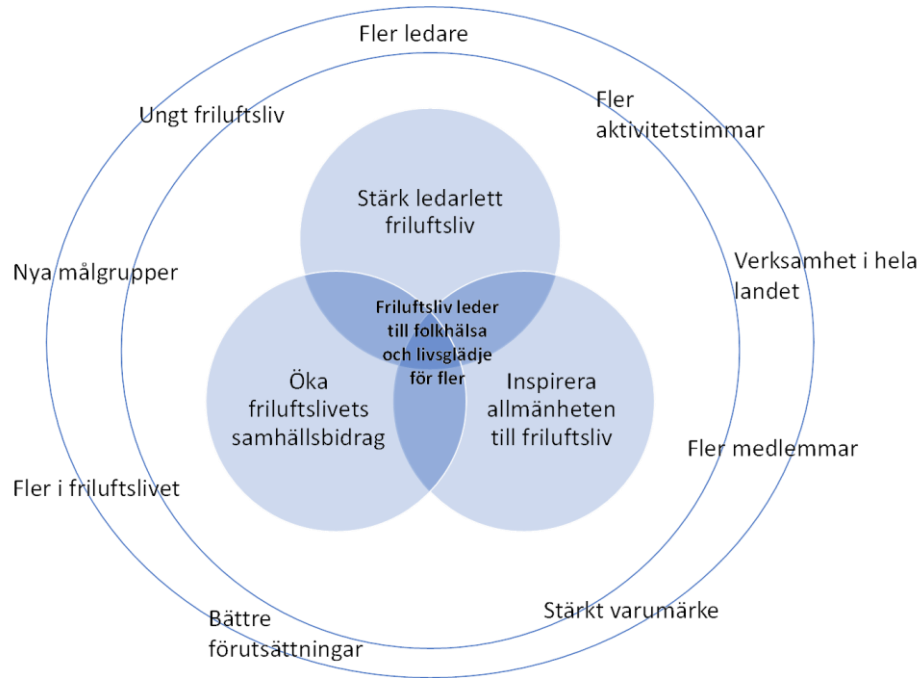 Fler ledare
Ungt friluftsliv
Fler
aktivitetstimmar
Stärk ledarlett
friluftsliv
Nya målgrupper
Verksamhet i hela
landet
Friluftsliv leder
till folkhälsa
och livsglädje
för fler
Öka
friluftslivets
samhällsbidrag
Inspirera
allmänheten
till friluftsliv
Fler medlemmar
Fler i friluftslivet
Stärkt varumärke
Bättre
förutsättningar